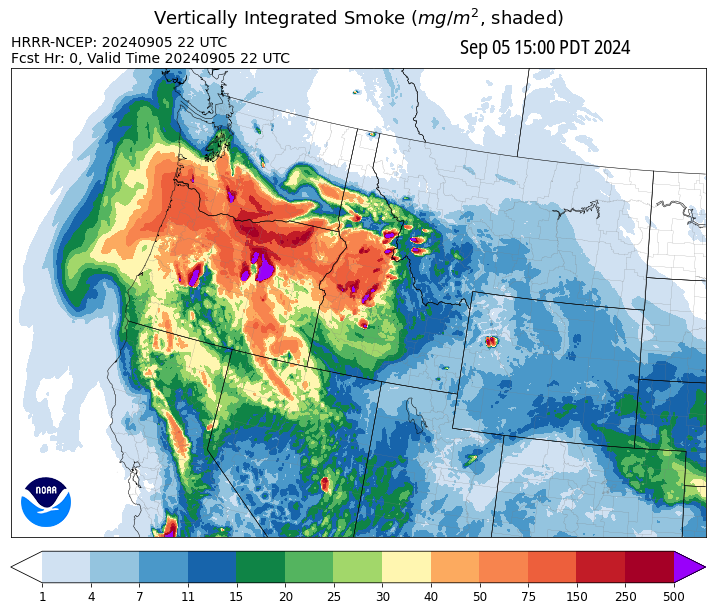 Vertically Integrated Smoke (mg/m², shaded)
HRRR-NCEP: 20240905 22 UTC
Fcst Hr: 0, Valid Time 20240905 22 UTC
Sep 05 15:00 PDT 2024
NOAA
1 4 7 11 15 20 25 30 40 50 75 150 250 500